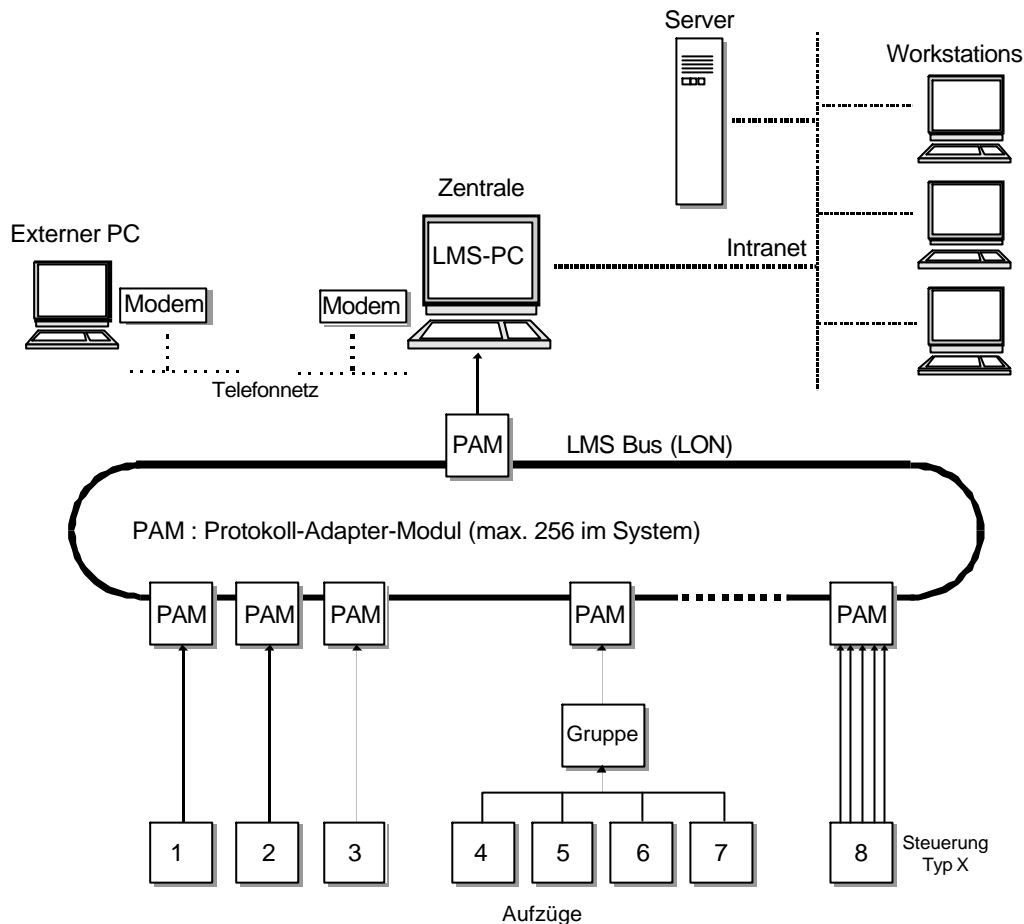 Server
Workstations
Zentrale
Externer PC
LMS-PC
Intranet
Modem
Modem
Telefonnetz
PAM
LMS Bus (LON)
PAM : Protokoll-Adapter-Modul (max. 256 im System)
PAM
PAM
PAM
PAM
PAM
Gruppe
1
2
3
4
5
6
7
8
Steuerung
Typ X
Aufzüge